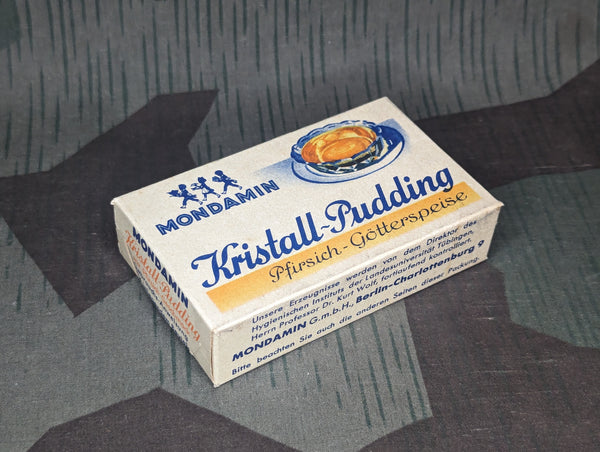 MONDAMIN
Kristall-Pudding
Pfirsich-Götterspeise
Unsere Erzeugnisse werden von dem Direktor des
Hygienischen Instituts der Landesuniversität Tübingen,
Herrn Professor Dr. Kurt Wolf, fortlaufend kontrolliert.
MONDAMIN G.m.b.H., Berlin-Charlottenburg 9
Bitte beachten Sie auch die anderen Seiten dieser Packung.
MONDAMIN
Kristall-Pudding